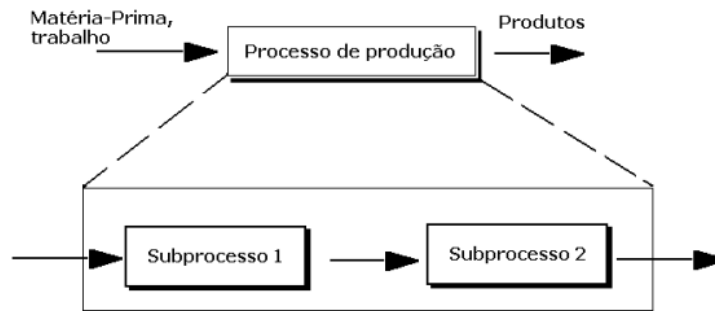 Matéria-Prima,
trabalho
Processo de produção
Produtos
Subprocesso 1
Subprocesso 2